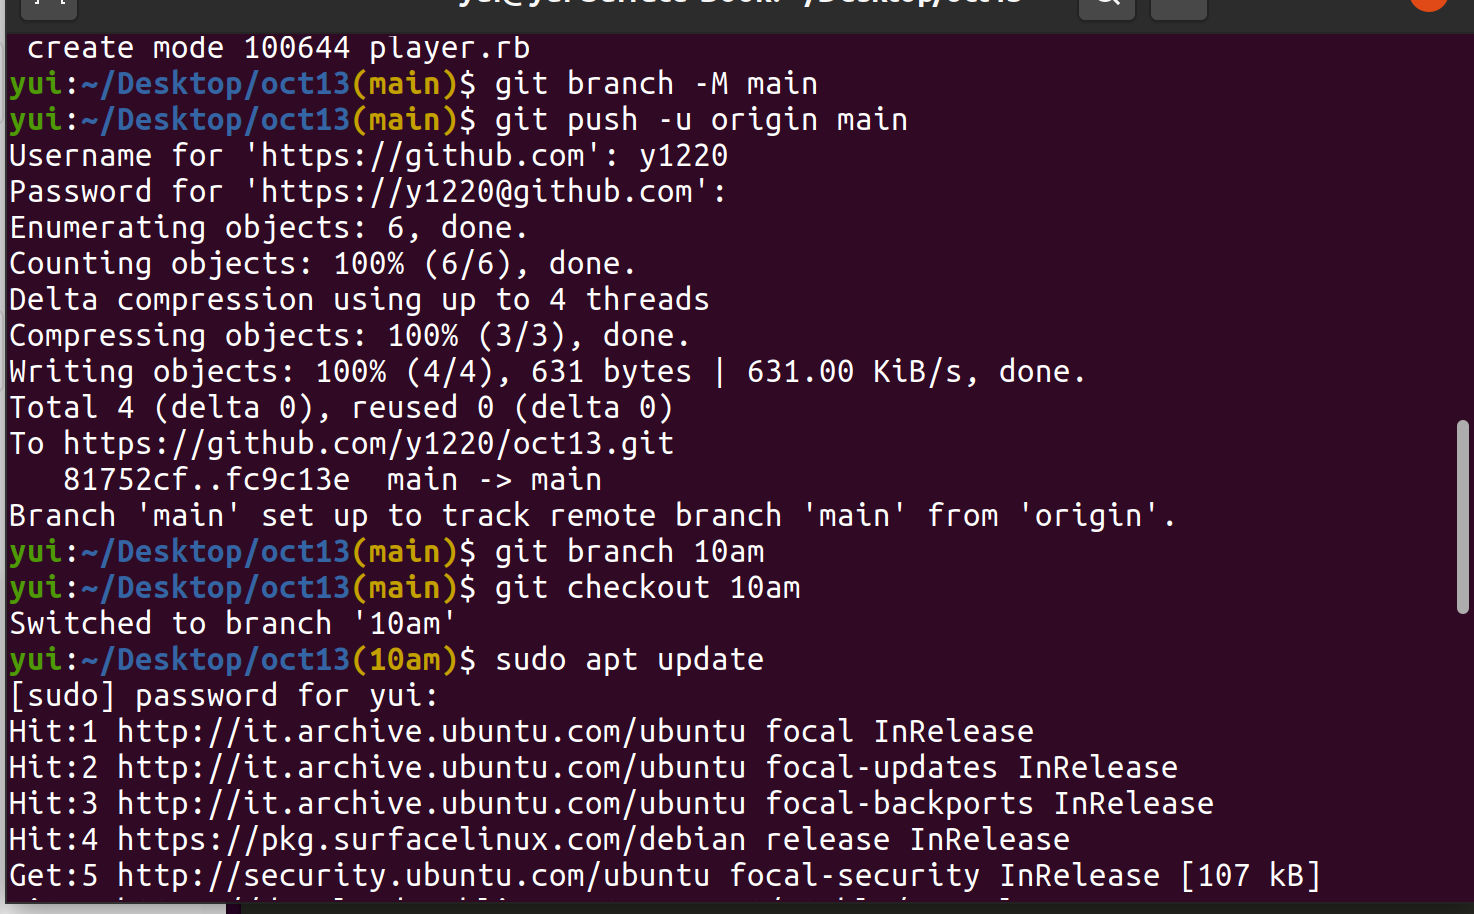 create mode 100644 player.rb
yui:~/Desktop/oct13(main)$ git branch -M main
yui:~/Desktop/oct13(main)$ git push -u origin main
Username for 'https://github.com': y1220
Password for 'https://y1220@github.com':
Enumerating objects: 6, done.
Counting objects: 100% (6/6), done.
Delta compression using up to 4 threads
Compressing objects: 100% (3/3), done.
Writing objects: 100% (4/4), 631 bytes | 631.00 KiB/s, done.
Total 4 (delta 0), reused 0 (delta 0)
To https://github.com/y1220/oct13.git
   81752cf..fc9c13e  main -> main
Branch 'main' set up to track remote branch 'main' from 'origin'.
yui:~/Desktop/oct13(main)$ git branch 10am
yui:~/Desktop/oct13(main)$ git checkout 10am
Switched to branch '10am'
yui:~/Desktop/oct13(10am)$ sudo apt update
[sudo] password for yui:
Hit:1 http://it.archive.ubuntu.com/ubuntu focal InRelease
Hit:2 http://it.archive.ubuntu.com/ubuntu focal-updates InRelease
Hit:3 http://it.archive.ubuntu.com/ubuntu focal-backports InRelease
Hit:4 https://pkg.surfacelinux.com/debian release InRelease
Get:5 http://security.ubuntu.com/ubuntu focal-security InRelease [107 kB]